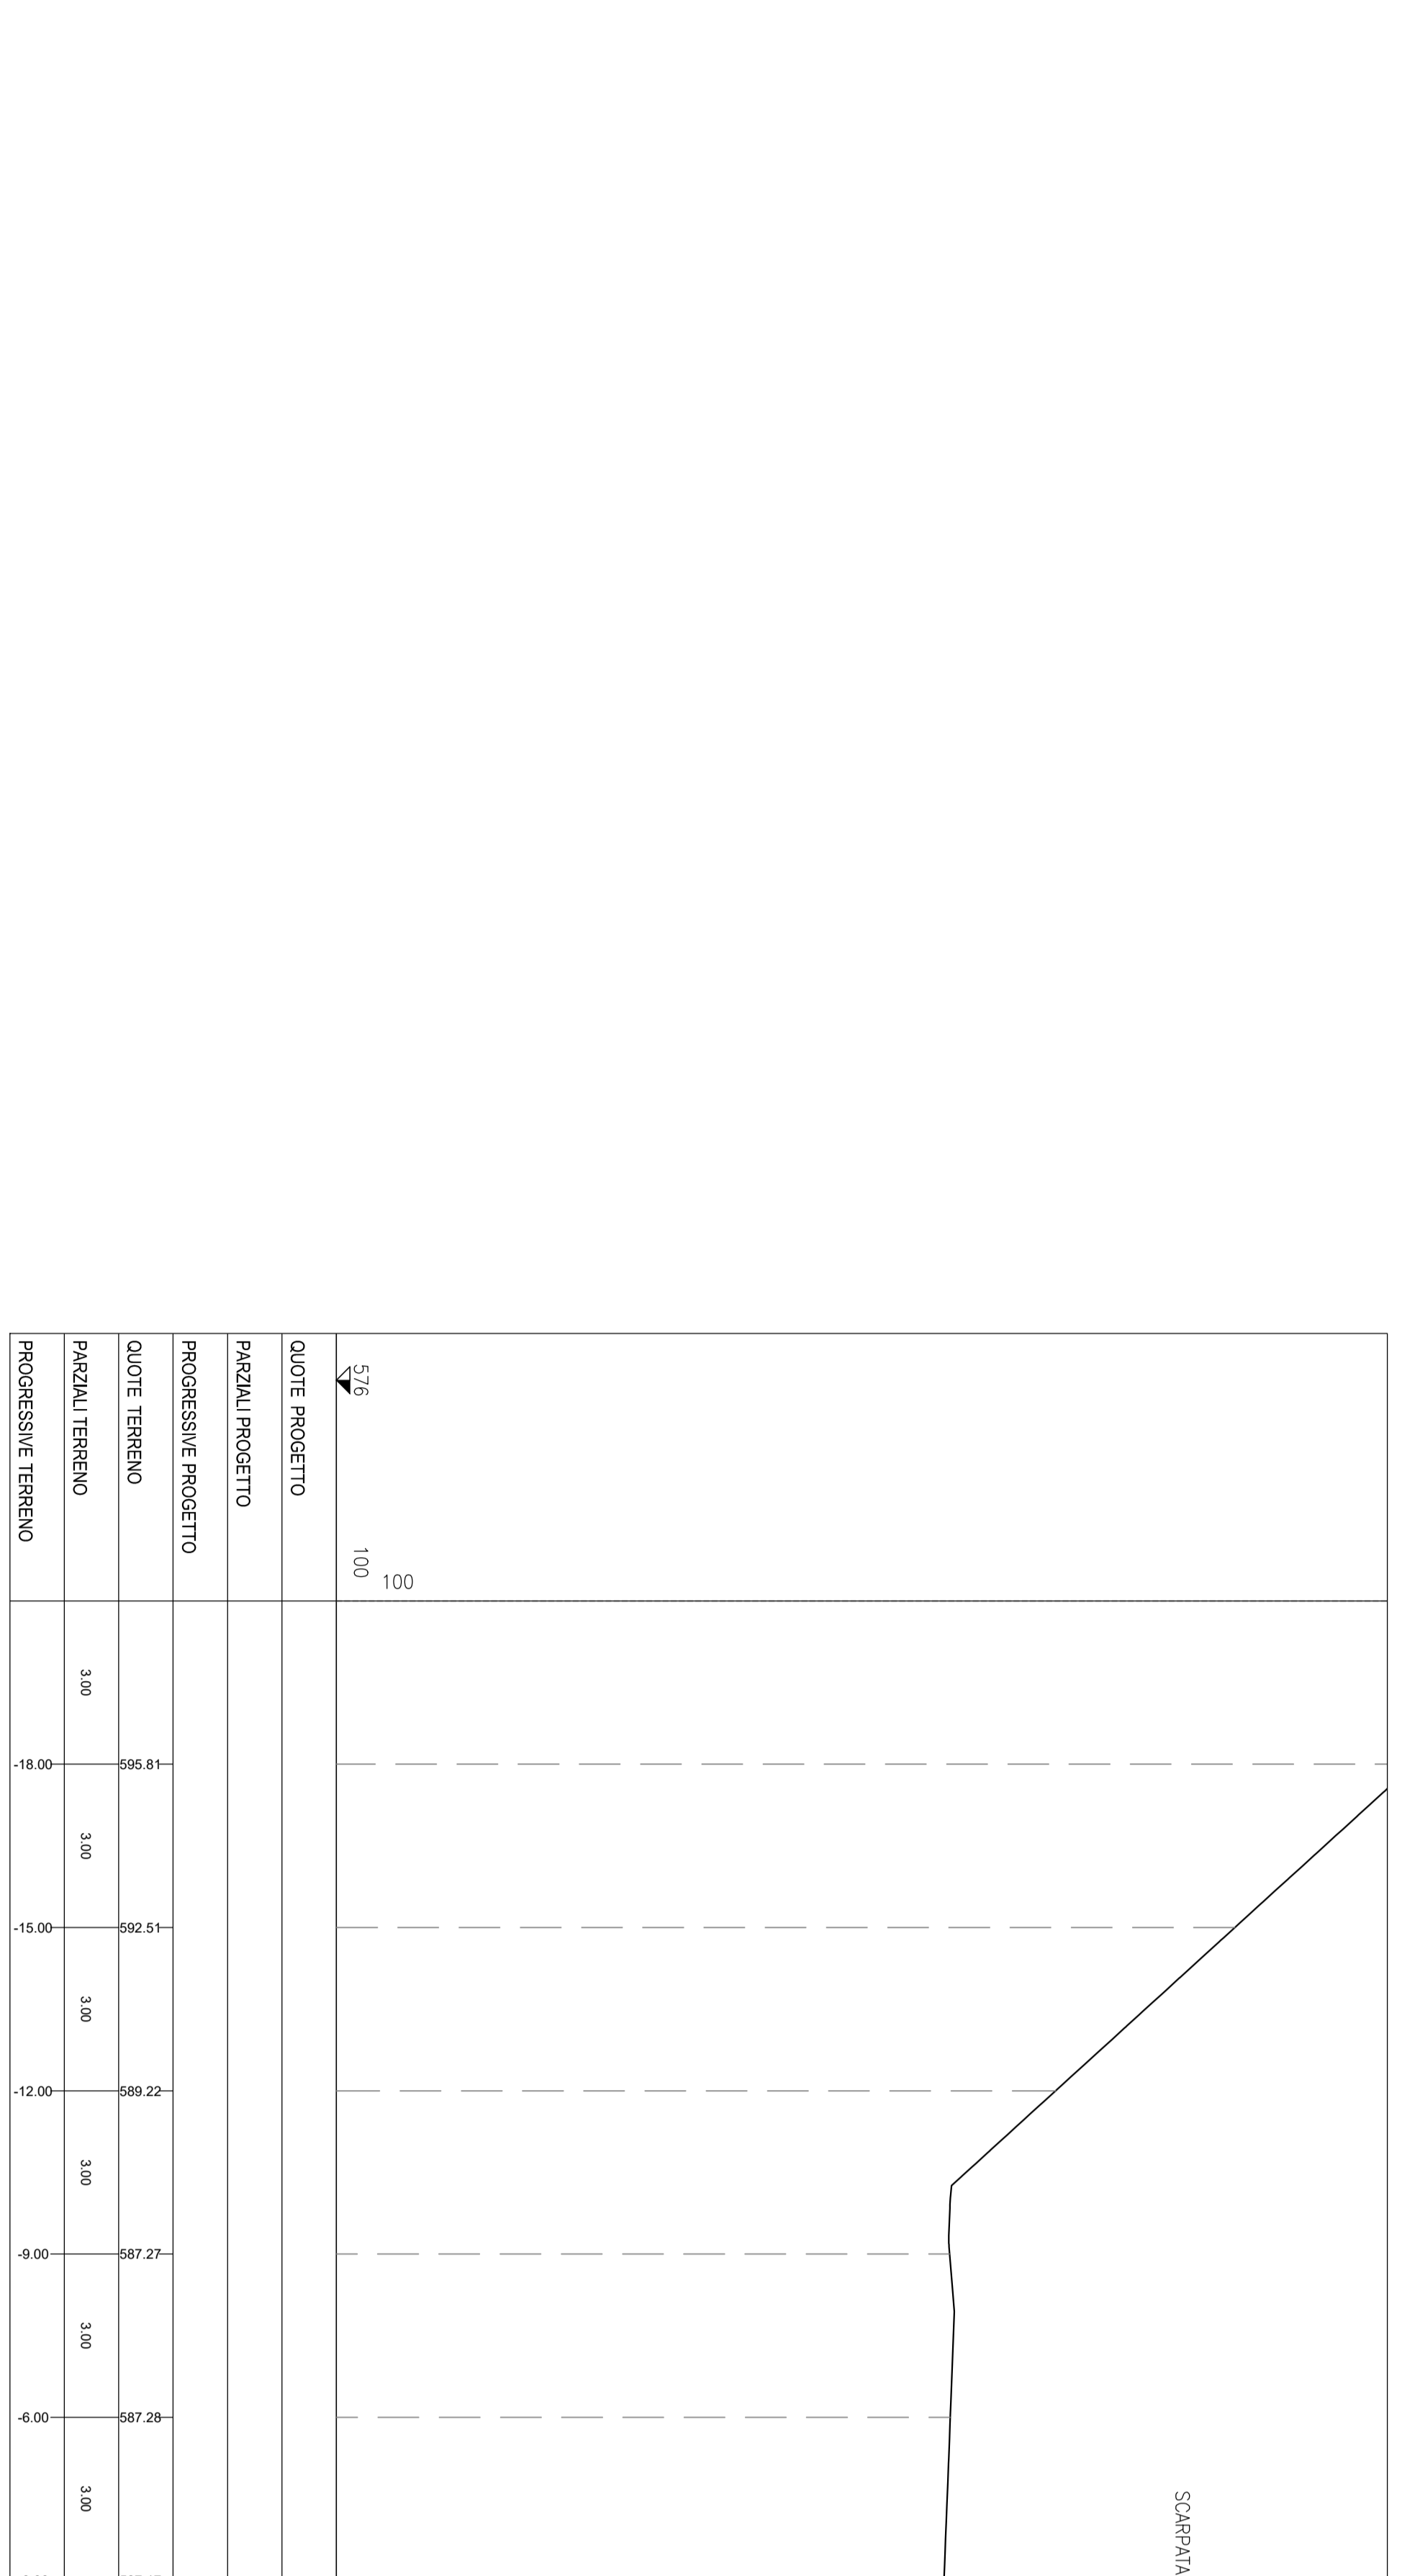 SCARPATA
576
100
100
QUOTE PROGETTO
PARZIALI PROGETTO
PROGRESSIVE PROGETTO
QUOTE TERRENO
595.81
592.51
589.22
587.27
587.28
PARZIALI TERRENO
3.00
3.00
3.00
3.00
3.00
3.00
PROGRESSIVE TERRENO
-18.00
-15.00
-12.00
-9.00
-6.00